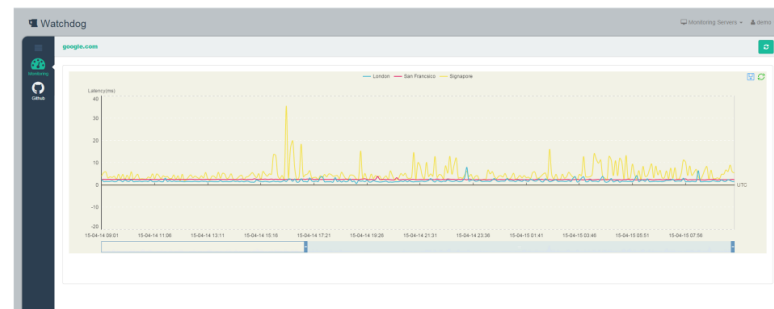 Watchdog
Monitoring Servers
demo
google.com
Monitoring
Github
London San Francsico Signapore
Latency(ms)
40
30
20
10
0
UTC
-10
-20
15-04-14 09:01 15-04-14 11:06 15-04-14 13:11 15-04-14 15:16 15-04-14 17:21 15-04-14 19:26 15-04-14 21:31 15-04-14 23:36 15-04-15 01:41 15-04-15 03:46 15-04-15 05:51 15-04-15 07:56